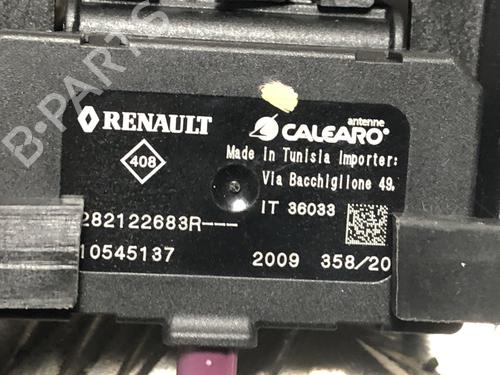 B-PARTS
RENAULT
antenne
CALEARO
408
Made in Tunisia Importer:
Via Bacchiglione 49,
IT 36033
282122683R---
10545137
2009 358/20